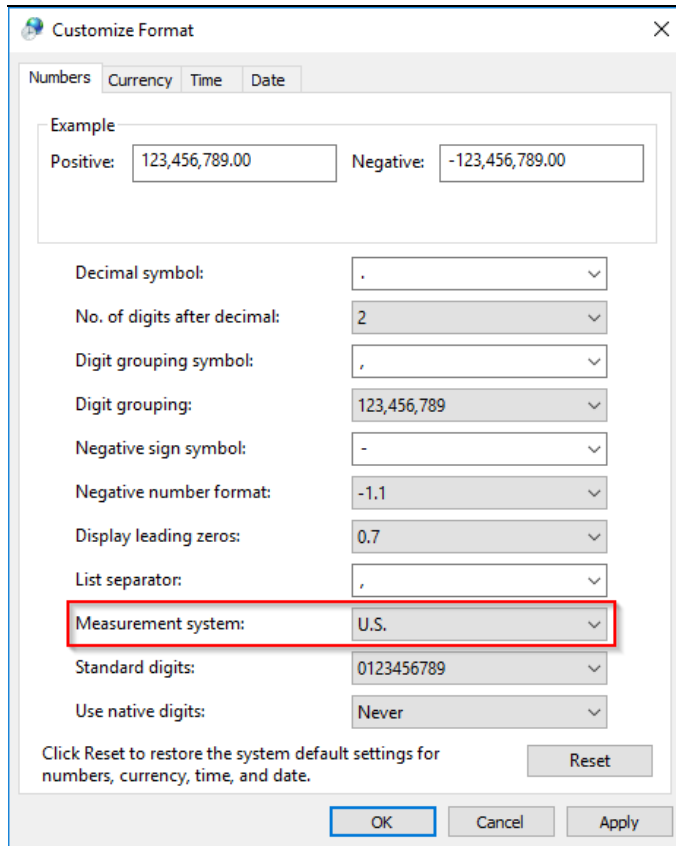 Customize Format
Numbers Currency Time Date
Example
Positive: 123,456,789.00 Negative: -123,456,789.00
Decimal symbol: .
No. of digits after decimal: 2
Digit grouping symbol: ,
Digit grouping: 123,456,789
Negative sign symbol: -
Negative number format: -1.1
Display leading zeros: 0.7
List separator: ,
Measurement system: U.S.
Standard digits: 0123456789
Use native digits: Never
Click Reset to restore the system default settings for
numbers, currency, time, and date.
Reset
OK Cancel Apply